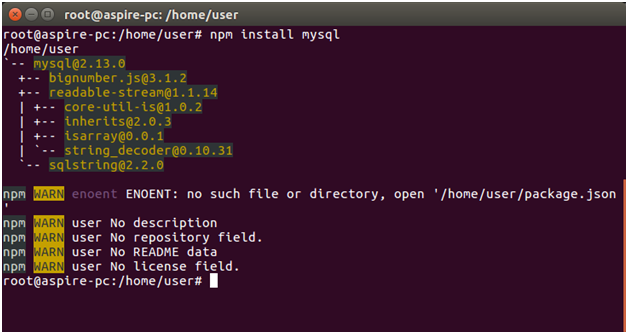 root@aspire-pc: /home/user
root@aspire-pc:/home/user# npm install mysql
/home/user
`-- mysql@2.13.0
  +-- bignumber.js@3.1.2
  +-- readable-stream@1.1.14
  | +-- core-util-is@1.0.2
  | +-- inherits@2.0.3
  | +-- isarray@0.0.1
  | `-- string_decoder@0.10.31
  `-- sqlstring@2.2.0
npm WARN enoent ENOENT: no such file or directory, open '/home/user/package.json
'
npm WARN user No description
npm WARN user No repository field.
npm WARN user No README data
npm WARN user No license field.
root@aspire-pc:/home/user#